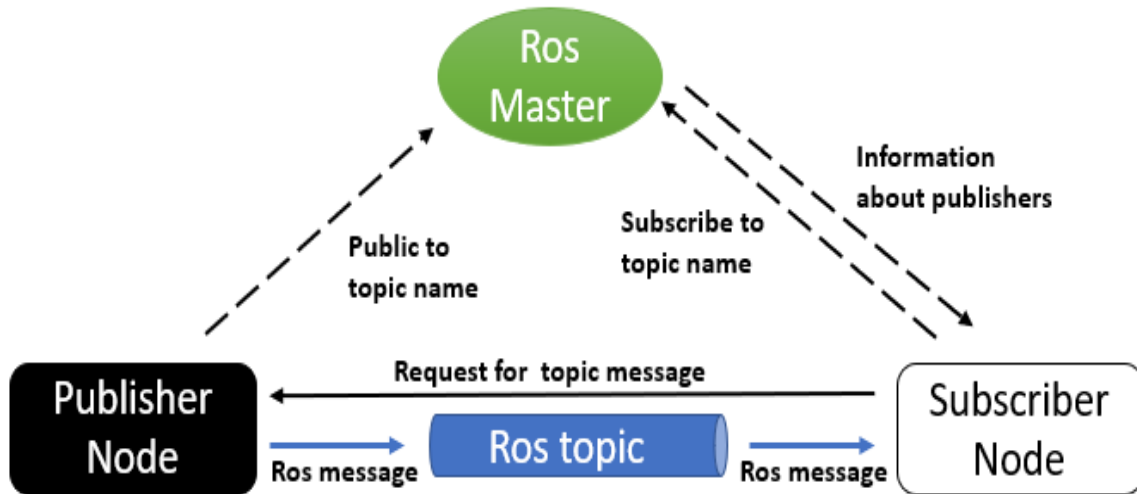 Ros
Master
Information
about publishers
Subscribe to
topic name
Public to
topic name
Request for topic message
Publisher
Node
Ros topic
Subscriber
Node
Ros message
Ros message